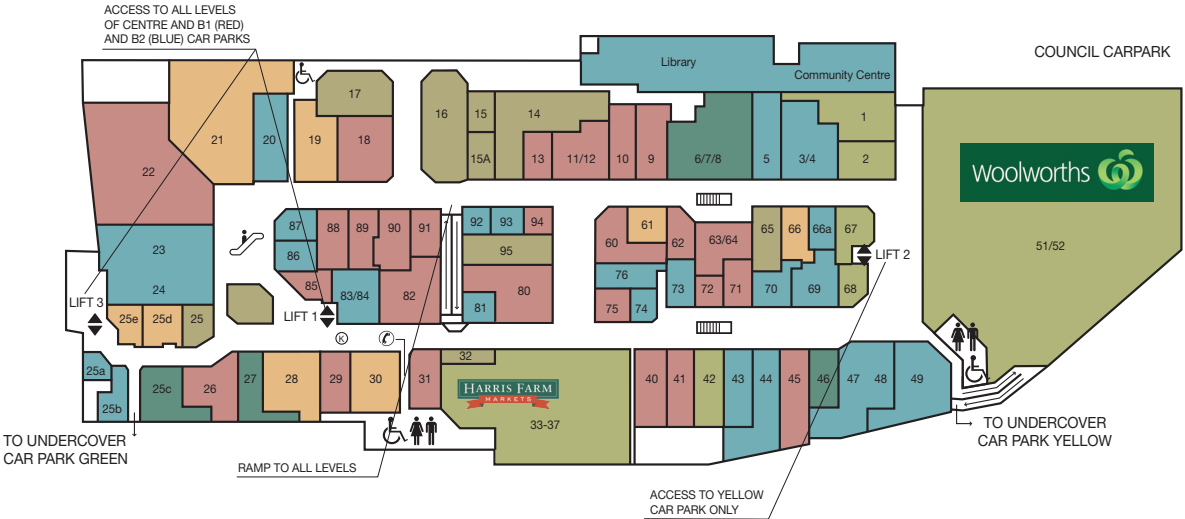 ACCESS TO ALL LEVELS
OF CENTRE AND B1 (RED)
AND B2 (BLUE) CAR PARKS
COUNCIL CARPARK
Library
Community Centre
17
16
15
14
1
21
20
19
18
15A
13
11/12
10
9
6/7/8
5
3/4
2
Woolworths
22
51/52
23
24
87
88
89
90
91
92
93
94
95
86
85
83/84
82
81
80
60
61
62
63/64
65
66
66a
67
LIFT 2
76
75
74
73
72
71
70
69
68
LIFT 3
LIFT 1
25e
25d
25
K
25a
25b
25c
26
27
28
29
30
31
32
HARRIS FARM
MARKETS
33-37
40
41
42
43
44
45
46
47
48
49
TO UNDERCOVER
CAR PARK GREEN
TO UNDERCOVER
CAR PARK YELLOW
RAMP TO ALL LEVELS
ACCESS TO YELLOW
CAR PARK ONLY